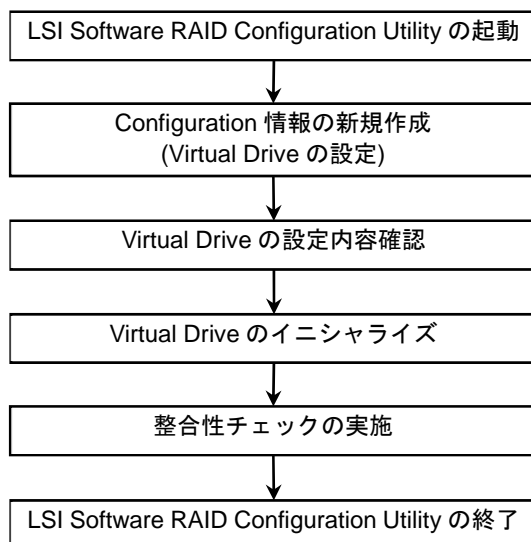 LSI Software RAID Configuration Utility の起動
Configuration 情報の新規作成
(Virtual Drive の設定)
Virtual Drive の設定内容確認
Virtual Drive のイニシャライズ
整合性チェックの実施
LSI Software RAID Configuration Utility の終了